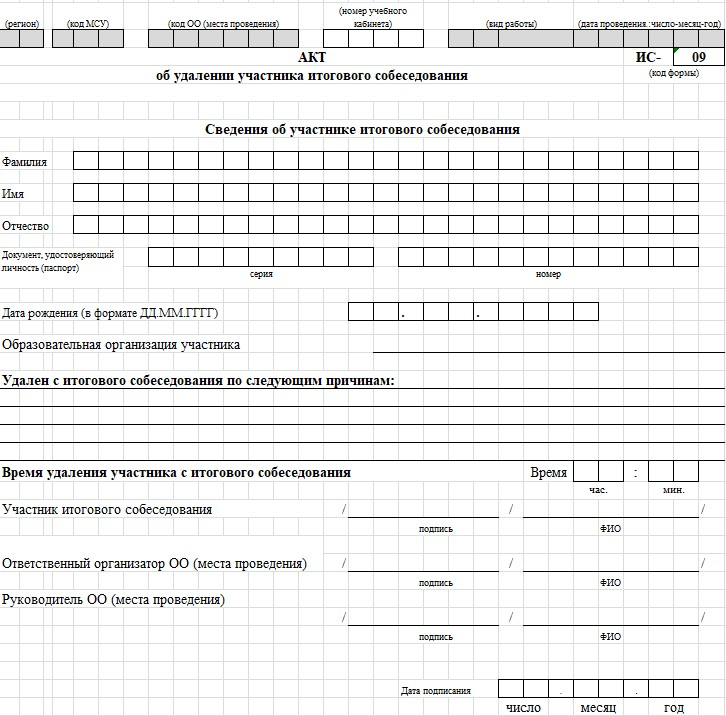 (номер учебного
(регион) (код МСУ) (код ОО (места проведения) кабинета) (вид работы) (дата проведения.:число-месяц-год)
АКТ ИС- 09
об удалении участника итогового собеседования (код формы)
Сведения об участнике итогового собеседования
Фамилия
Имя
Отчество
Документ, удостоверяющий
личность (паспорт)
серия номер
Дата рождения (в формате ДД.ММ.ГГГГ) . .
Образовательная организация участника
Удален с итогового собеседования по следующим причинам:
Время удаления участника с итогового собеседования Время :
час. мин.
Участник итогового собеседования / / /
подпись ФИО
Ответственный организатор ОО (места проведения) / / /
подпись ФИО
Руководитель ОО (места проведения)
/ / /
подпись ФИО
Дата подписания . .
число месяц год